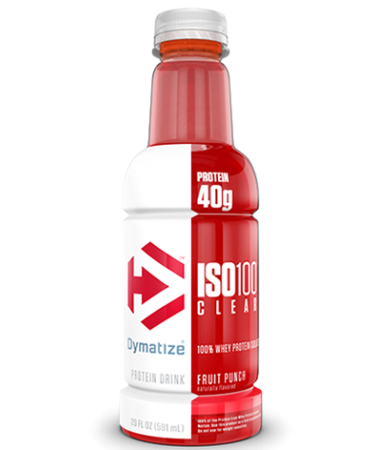 PROTEIN
40g
ISO100
CLEAR
Dymatize®
100% WHEY PROTEIN
PROTEIN DRINK
FRUIT PUNCH
naturally flavored
20 FL OZ (591 mL)